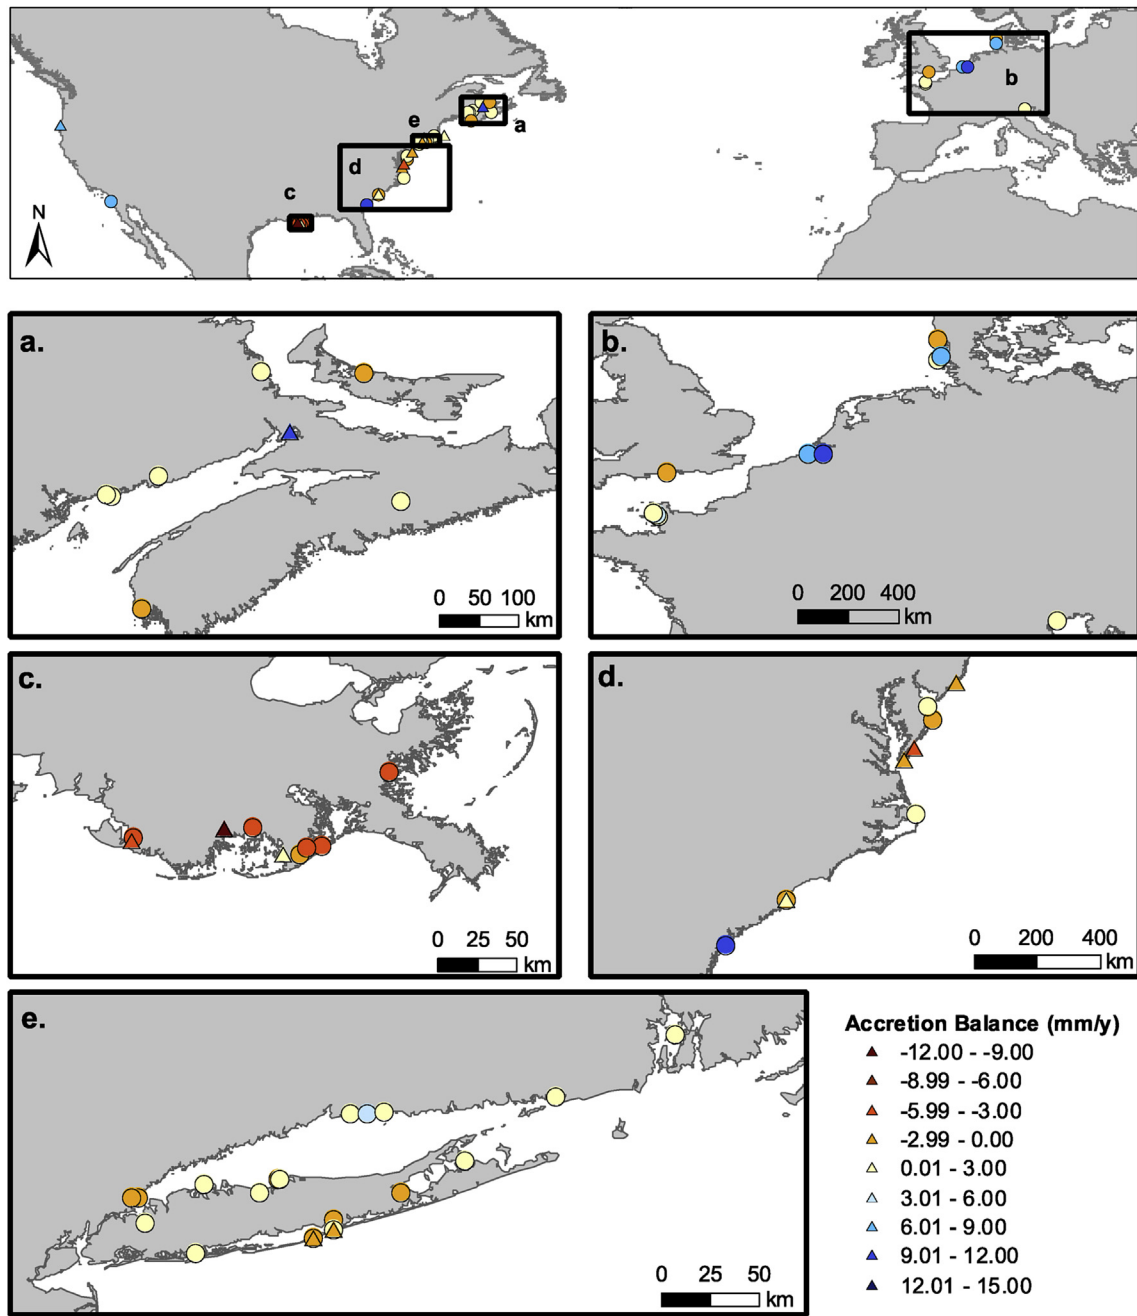 b
a
e
d
c
N
a.
0 50 100
km
b.
0 200 400
km
c.
0 25 50
km
d.
0 200 400
km
e.
0 25 50
km
Accretion Balance (mm/y)
-12.00 - -9.00
-8.99 - -6.00
-5.99 - -3.00
-2.99 - 0.00
0.01 - 3.00
3.01 - 6.00
6.01 - 9.00
9.01 - 12.00
12.01 - 15.00